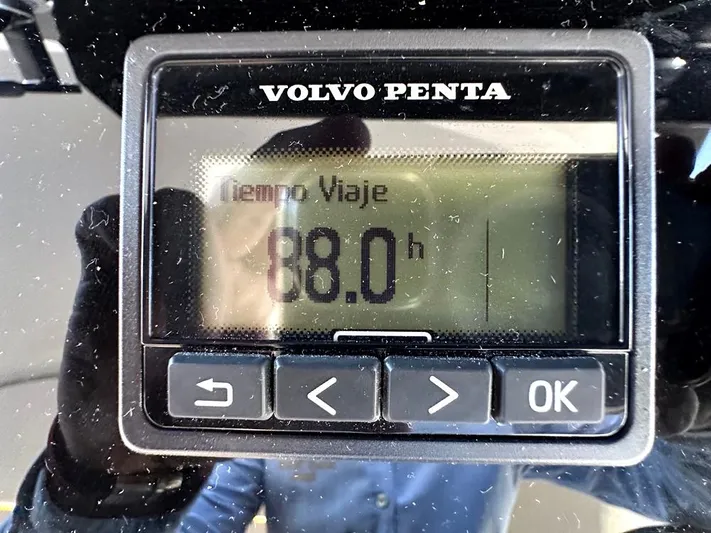 VOLVO PENTA
Tiempo Viaje
88.0 h
OK